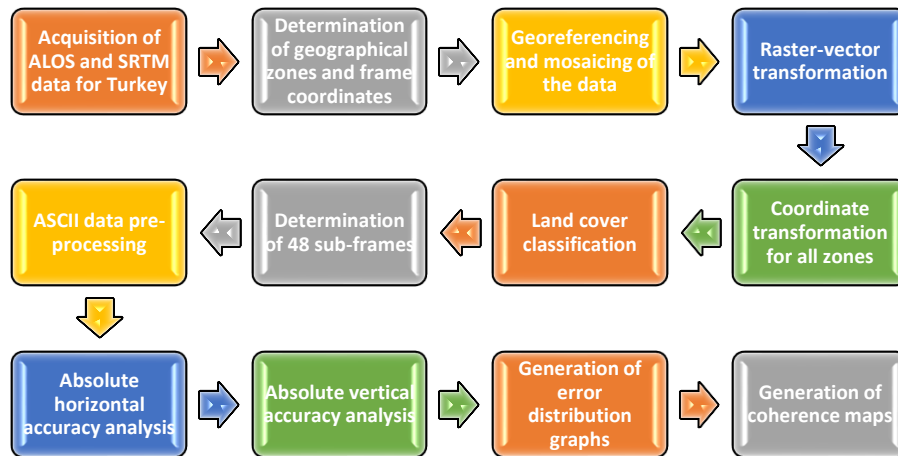 Acquisition of
ALOS and SRTM
data for Turkey
Determination
of geographical
zones and frame
coordinates
Georeferencing
and mosaicing of
the data
Raster-vector
transformation
Coordinate
transformation
for all zones
Land cover
classification
Determination
of 48 sub-frames
ASCII data pre-
processing
Absolute
horizontal
accuracy analysis
Absolute vertical
accuracy analysis
Generation of
error
distribution
graphs
Generation of
coherence maps